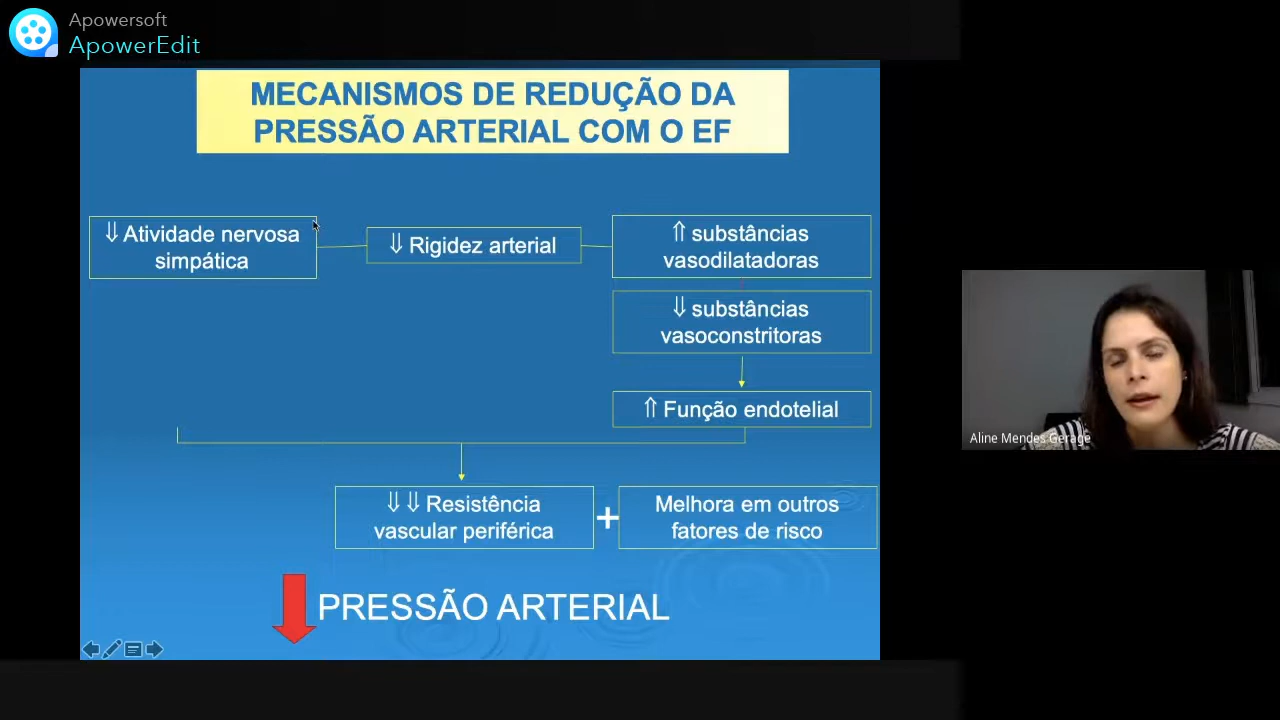 Apowersoft
ApowerEdit
MECANISMOS DE REDUÇÃO DA
PRESSÃO ARTERIAL COM O EF
⇓ Atividade nervosa
simpática
⇓ Rigidez arterial
⇑ substâncias
vasodilatadoras
⇓ substâncias
vasoconstritoras
⇑ Função endotelial
⇓⇓ Resistência
vascular periférica
+
Melhora em outros
fatores de risco
PRESSÃO ARTERIAL
Aline Mendes Gerage